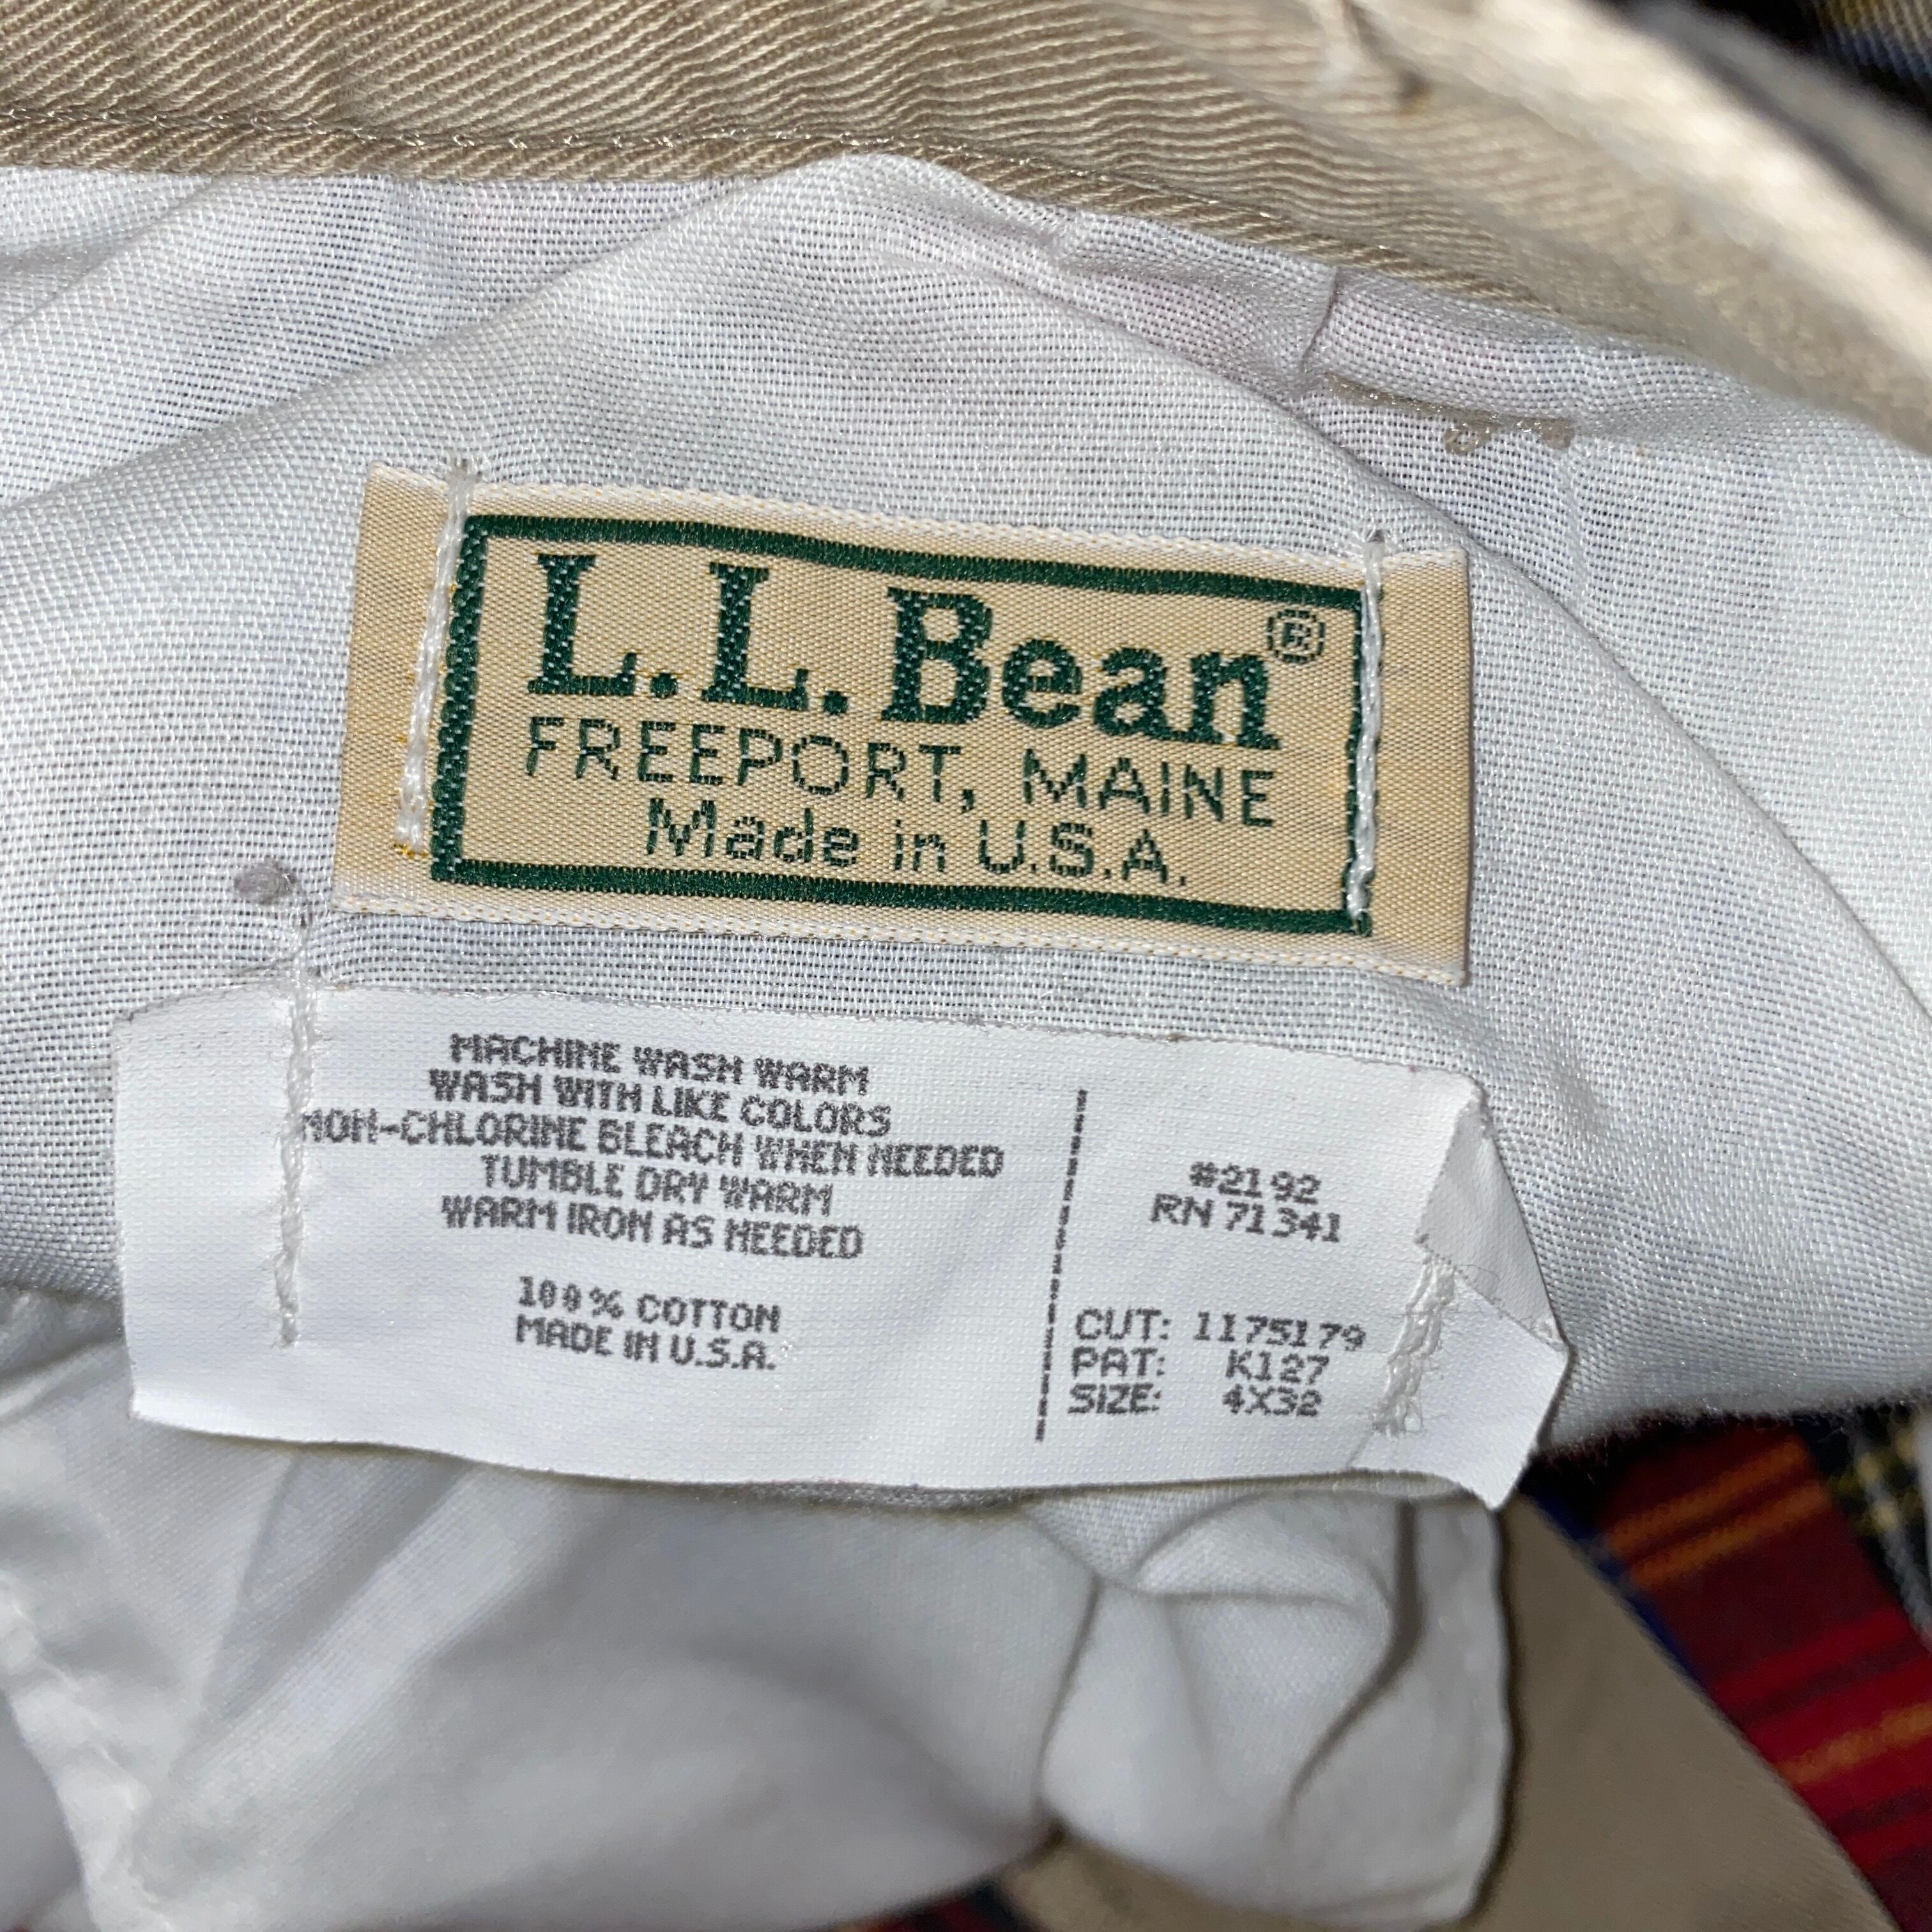 L.L.Bean®
FREEPORT, MAINE
Made in U.S.A.
MACHINE WASH WARM
WASH WITH LIKE COLORS
NON-CHLORINE BLEACH WHEN NEEDED
TUMBLE DRY WARM
WARM IRON AS NEEDED
100% COTTON
MADE IN U.S.A.
#2192
RN 71341
CUT: 1175179
PAT: K127
SIZE: 4X32